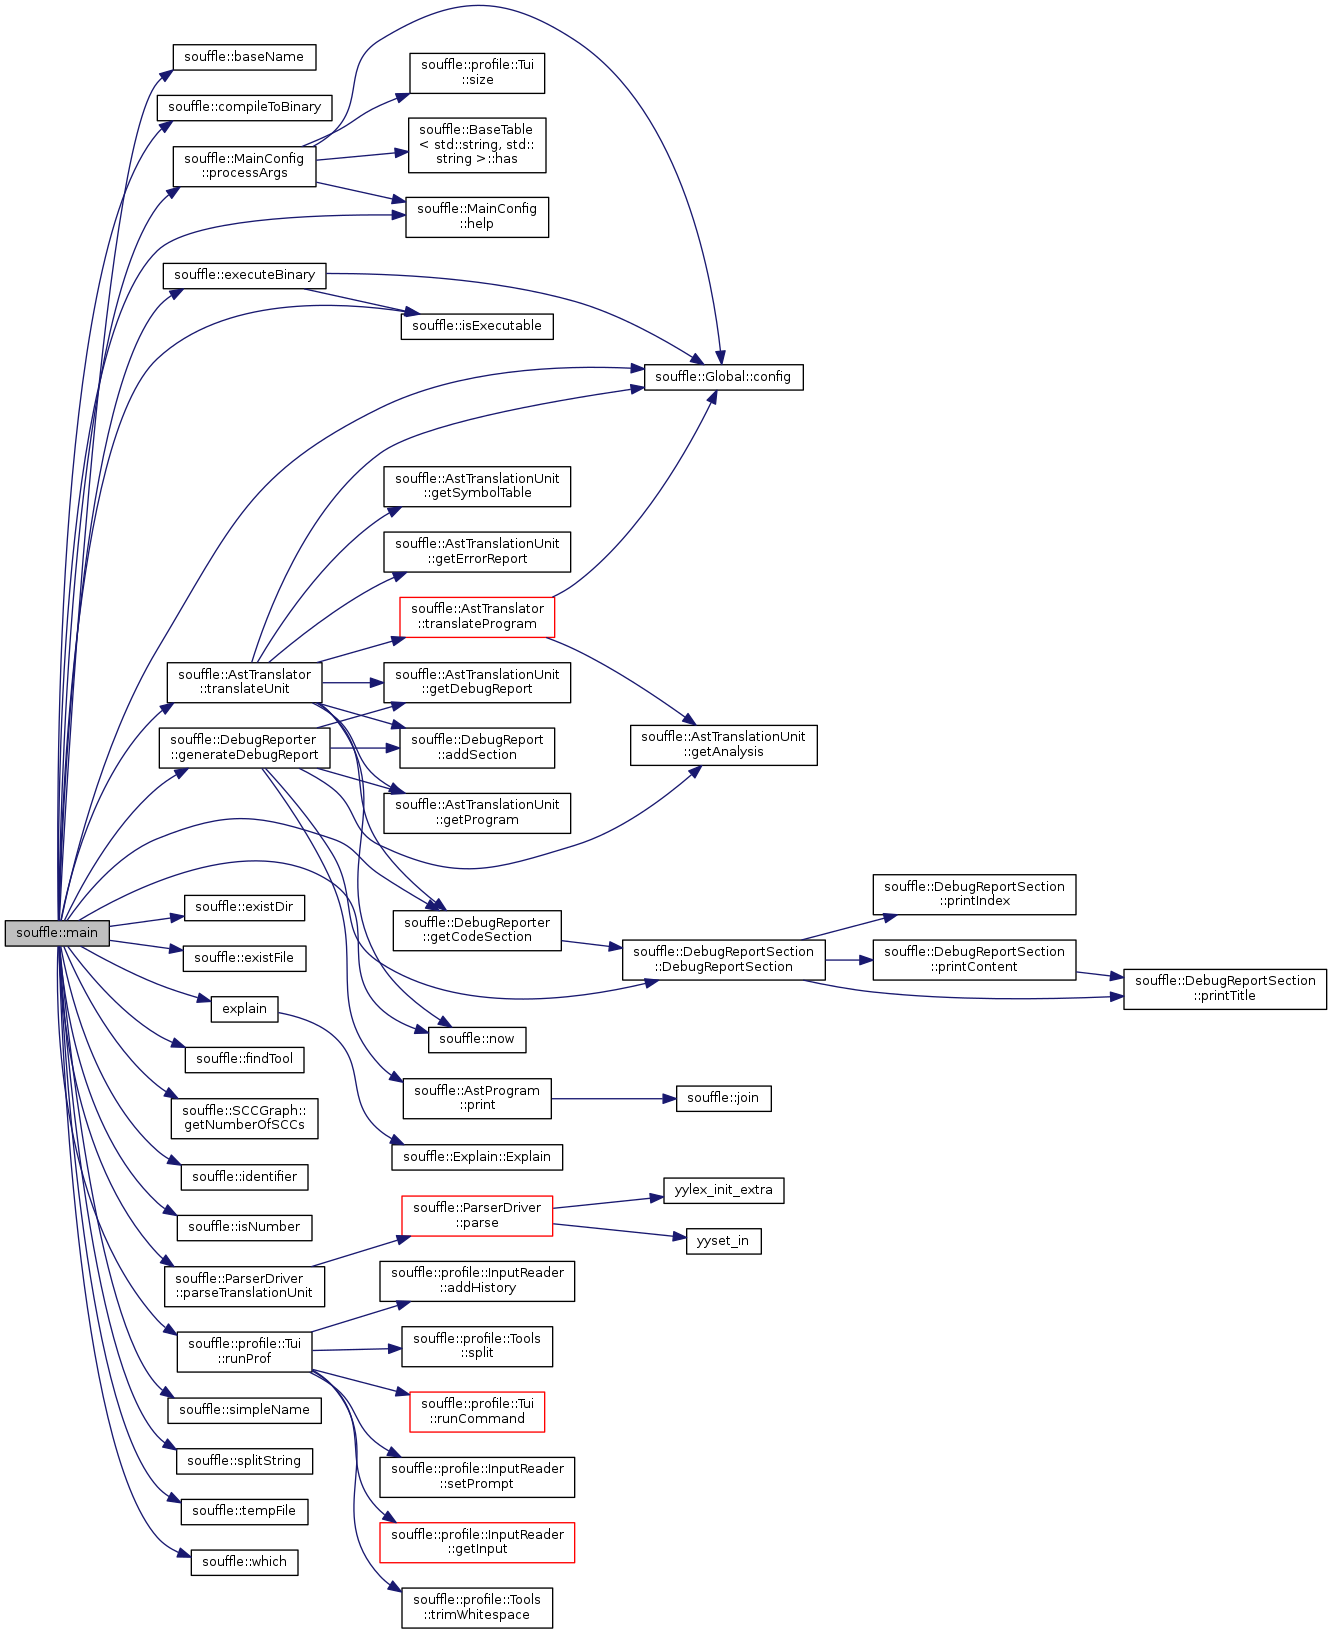 souffle::baseName
souffle::compileToBinary
souffle::MainConfig
::processArgs
souffle::profile::Tui
::size
souffle::BaseTable
< std::string, std::
string >::has
souffle::MainConfig
::help
souffle::executeBinary
souffle::isExecutable
souffle::Global::config
souffle::AstTranslationUnit
::getSymbolTable
souffle::AstTranslationUnit
::getErrorReport
souffle::AstTranslator
::translateProgram
souffle::AstTranslator
::translateUnit
souffle::AstTranslationUnit
::getDebugReport
souffle::DebugReporter
::generateDebugReport
souffle::DebugReport
::addSection
souffle::AstTranslationUnit
::getAnalysis
souffle::AstTranslationUnit
::getProgram
souffle::main
souffle::existDir
souffle::existFile
explain
souffle::DebugReporter
::getCodeSection
souffle::DebugReportSection
::DebugReportSection
souffle::DebugReportSection
::printIndex
souffle::DebugReportSection
::printContent
souffle::DebugReportSection
::printTitle
souffle::now
souffle::findTool
souffle::SCCGraph::
getNumberOfSCCs
souffle::AstProgram
::print
souffle::join
souffle::Explain::Explain
souffle::identifier
souffle::isNumber
souffle::ParserDriver
::parse
yylex_init_extra
yyset_in
souffle::ParserDriver
::parseTranslationUnit
souffle::profile::InputReader
::addHistory
souffle::profile::Tui
::runProf
souffle::profile::Tools
::split
souffle::profile::Tui
::runCommand
souffle::simpleName
souffle::splitString
souffle::profile::InputReader
::setPrompt
souffle::tempFile
souffle::profile::InputReader
::getInput
souffle::which
souffle::profile::Tools
::trimWhitespace